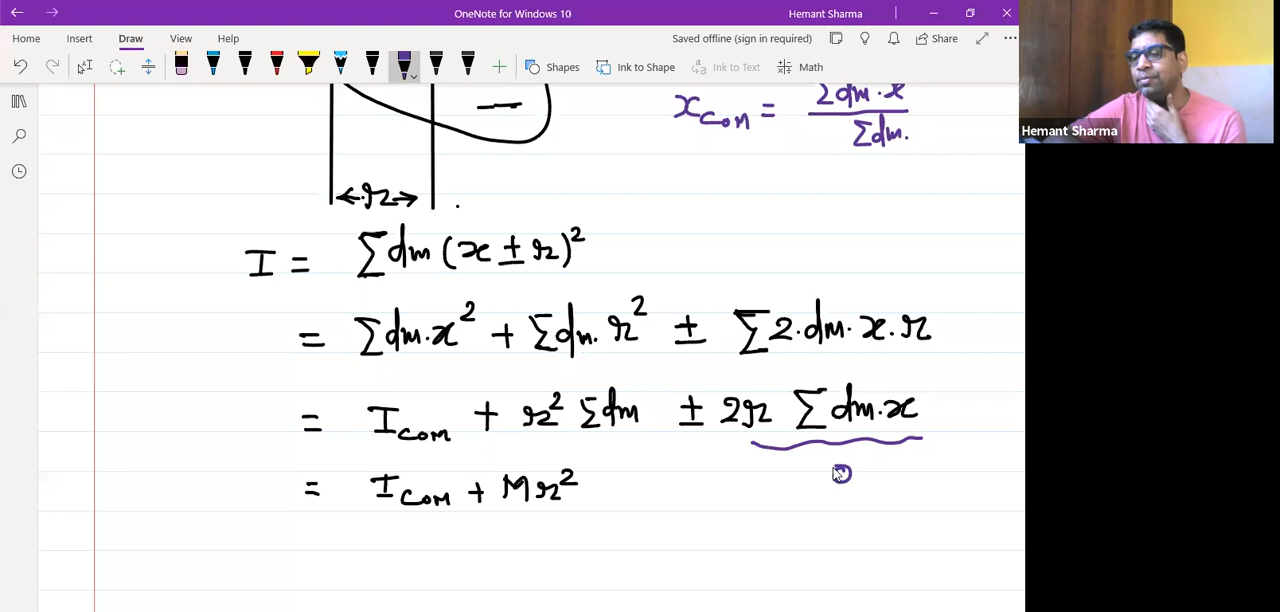 OneNote for Windows 10
Hemant Sharma
Home Insert Draw View Help
Saved offline (sign in required)
Share
Shapes
Ink to Shape
Ink to Text
Math
Hemant Sharma
x_COM = Σdm·x / Σdm.
←r→
I = Σdm (x ± r)²
= Σdm·x² + Σdm·r² ± Σ2·dm·x·r
= I_COM + r² Σdm ± 2r Σ dm·x
0
= I_COM + Mr²